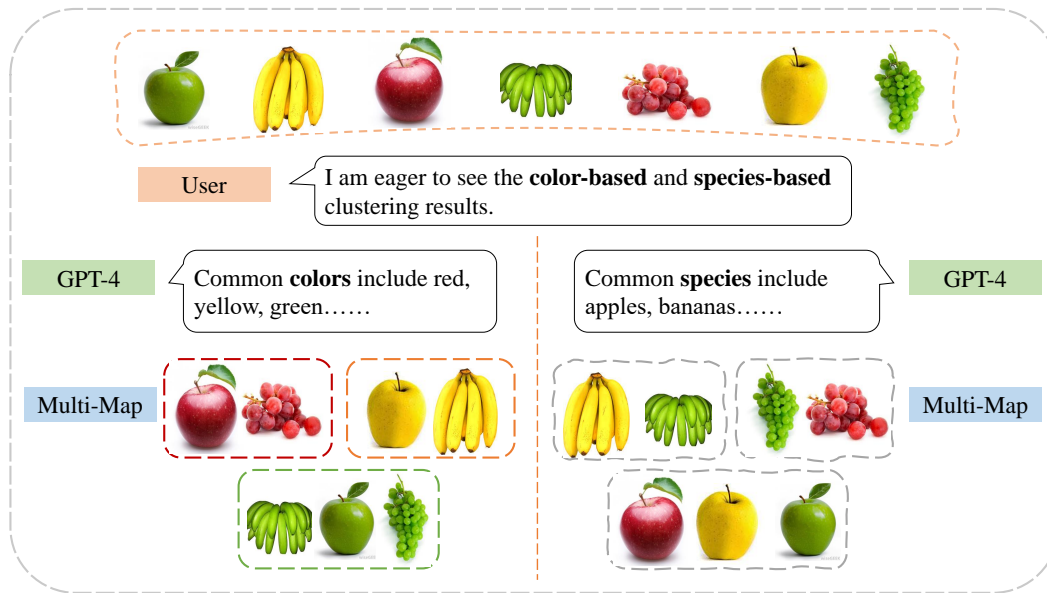 User
I am eager to see the color-based and species-based
clustering results.
GPT-4
Common colors include red,
yellow, green……
Common species include
apples, bananas……
GPT-4
Multi-Map
Multi-Map